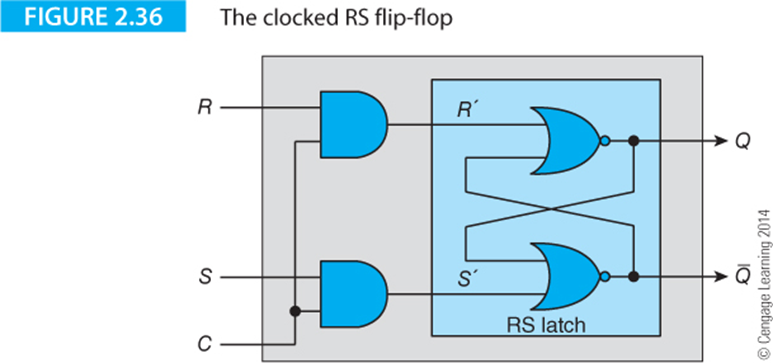 FIGURE 2.36 The clocked RS flip-flop
R
R´
Q
S
S´
Q̅
RS latch
C
© Cengage Learning 2014